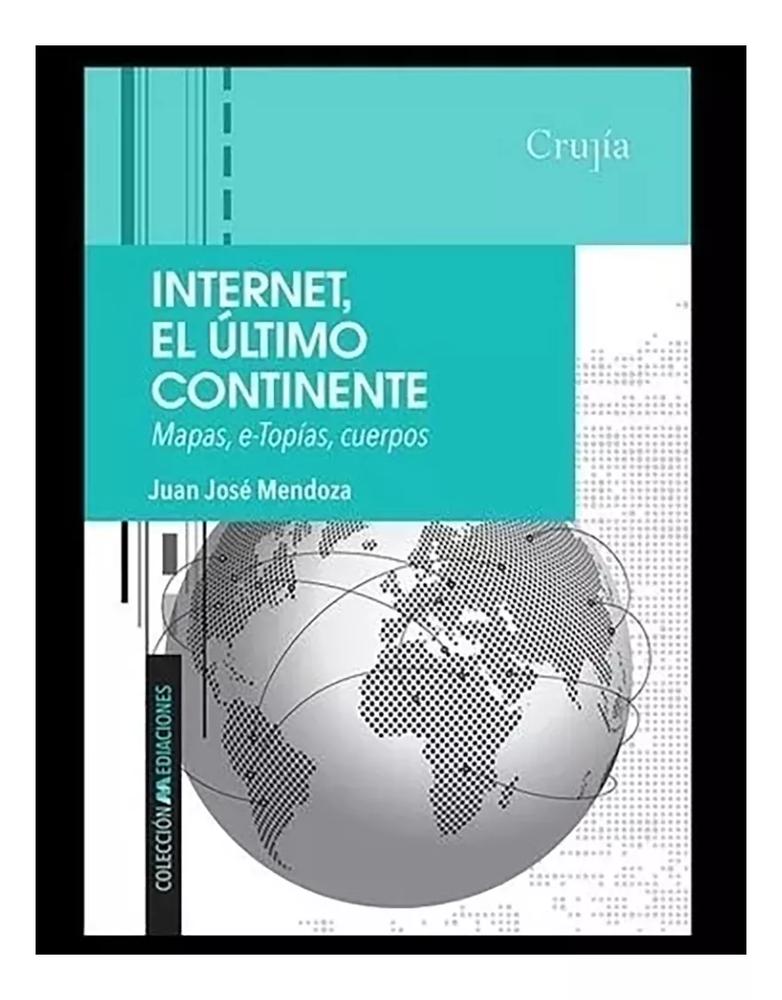 Crujía
INTERNET,
EL ÚLTIMO
CONTINENTE
Mapas, e-Topías, cuerpos
Juan José Mendoza
COLECCIÓN MEDIACIONES